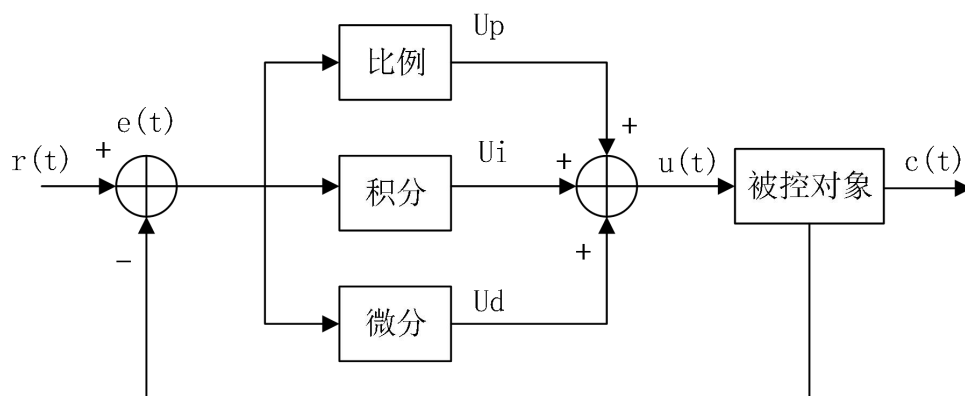 Up
比例
+
e(t)
r(t)
+
Ui
+
积分
u(t)
被控对象
c(t)
-
+
Ud
微分